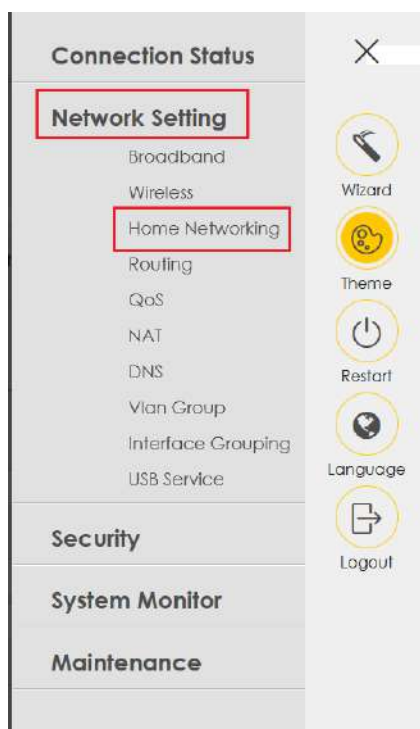 Connection Status
Network Setting
Broadband
Wireless
Home Networking
Routing
QoS
NAT
DNS
Vlan Group
Interface Grouping
USB Service
Security
System Monitor
Maintenance
Wizard
Theme
Restart
Language
Logout